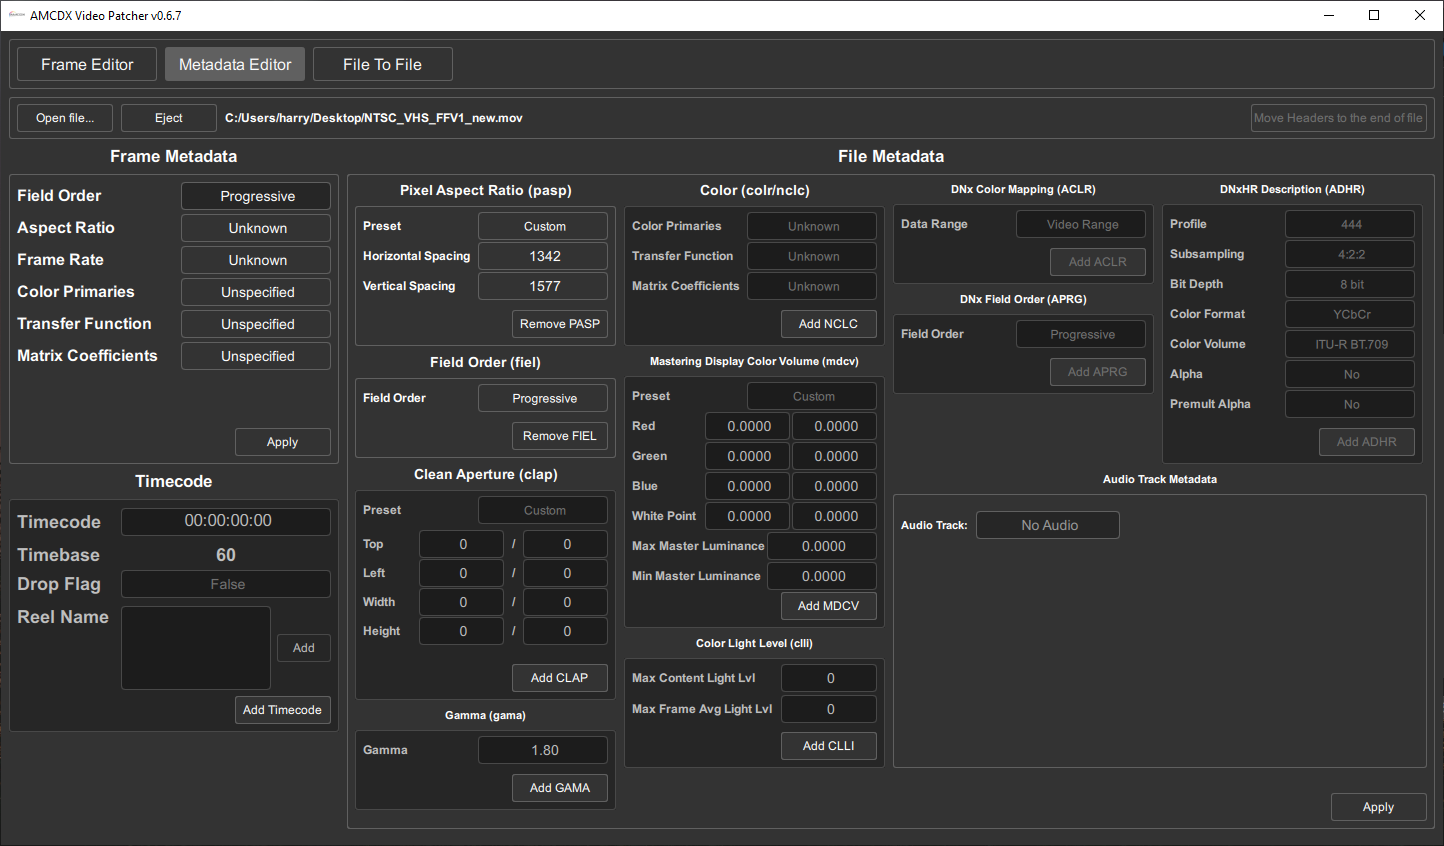 AMCDX Video Patcher v0.6.7
Frame Editor Metadata Editor File To File
Open file... Eject C:/Users/harry/Desktop/NTSC_VHS_FFV1_new.mov Move Headers to the end of file
Frame Metadata
Field Order Progressive
Aspect Ratio Unknown
Frame Rate Unknown
Color Primaries Unspecified
Transfer Function Unspecified
Matrix Coefficients Unspecified
Apply
Timecode
Timecode 00:00:00:00
Timebase 60
Drop Flag False
Reel Name
Add
Add Timecode
File Metadata
Pixel Aspect Ratio (pasp)
Preset Custom
Horizontal Spacing 1342
Vertical Spacing 1577
Remove PASP
Field Order (fiel)
Field Order Progressive
Remove FIEL
Clean Aperture (clap)
Preset Custom
Top 0 / 0
Left 0 / 0
Width 0 / 0
Height 0 / 0
Add CLAP
Gamma (gama)
Gamma 1.80
Add GAMA
Color (colr/nclc)
Color Primaries Unknown
Transfer Function Unknown
Matrix Coefficients Unknown
Add NCLC
Mastering Display Color Volume (mdcv)
Preset Custom
Red 0.0000 0.0000
Green 0.0000 0.0000
Blue 0.0000 0.0000
White Point 0.0000 0.0000
Max Master Luminance 0.0000
Min Master Luminance 0.0000
Add MDCV
Color Light Level (clli)
Max Content Light Lvl 0
Max Frame Avg Light Lvl 0
Add CLLI
DNx Color Mapping (ACLR)
Data Range Video Range
Add ACLR
DNx Field Order (APRG)
Field Order Progressive
Add APRG
DNxHR Description (ADHR)
Profile 444
Subsampling 4:2:2
Bit Depth 8 bit
Color Format YCbCr
Color Volume ITU-R BT.709
Alpha No
Premult Alpha No
Add ADHR
Audio Track Metadata
Audio Track: No Audio
Apply